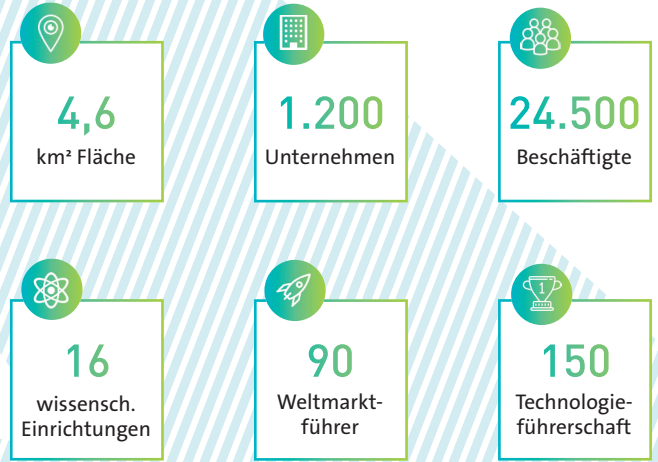 4,6
km² Fläche
1.200
Unternehmen
24.500
Beschäftigte
16
wissensch.
Einrichtungen
90
Weltmarkt-
führer
1
150
Technologie-
führerschaft